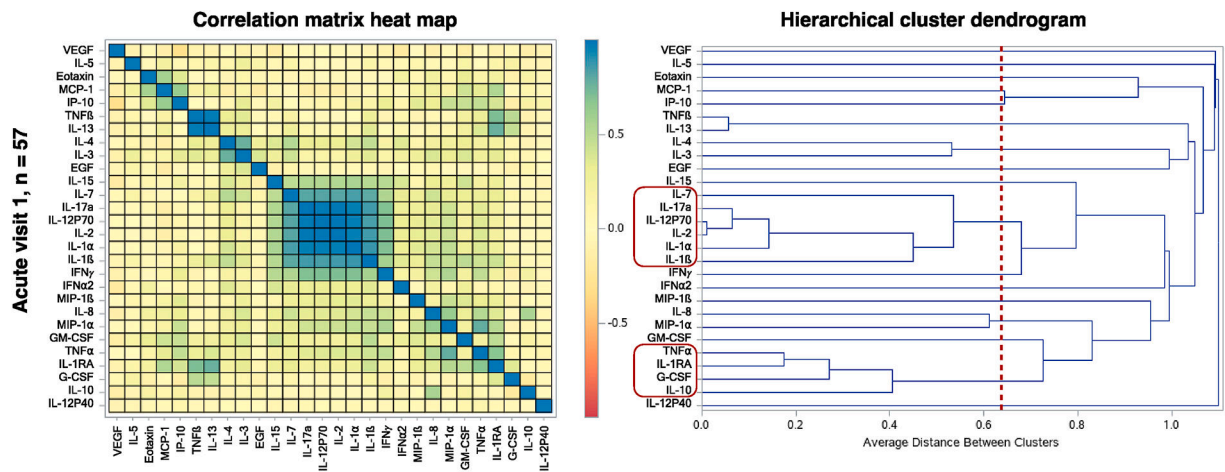 Correlation matrix heat map
Hierarchical cluster dendrogram
Acute visit 1, n = 57
VEGF
IL-5
Eotaxin
MCP-1
IP-10
TNFß
IL-13
IL-4
IL-3
EGF
IL-15
IL-7
IL-17a
IL-12P70
IL-2
IL-1α
IL-1ß
IFNγ
IFNα2
MIP-1ß
IL-8
MIP-1α
GM-CSF
TNFα
IL-1RA
G-CSF
IL-10
IL-12P40
VEGF
IL-5
Eotaxin
MCP-1
IP-10
TNFß
IL-13
IL-4
IL-3
EGF
IL-15
IL-7
IL-17a
IL-12P70
IL-2
IL-1α
IL-1ß
IFNγ
IFNα2
MIP-1ß
IL-8
MIP-1α
GM-CSF
TNFα
IL-1RA
G-CSF
IL-10
IL-12P40
0.5
0.0
-0.5
VEGF
IL-5
Eotaxin
MCP-1
IP-10
TNFß
IL-13
IL-4
IL-3
EGF
IL-15
IL-7
IL-17a
IL-12P70
IL-2
IL-1α
IL-1ß
IFNγ
IFNα2
MIP-1ß
IL-8
MIP-1α
GM-CSF
TNFα
IL-1RA
G-CSF
IL-10
IL-12P40
0.0 0.2 0.4 0.6 0.8 1.0
Average Distance Between Clusters